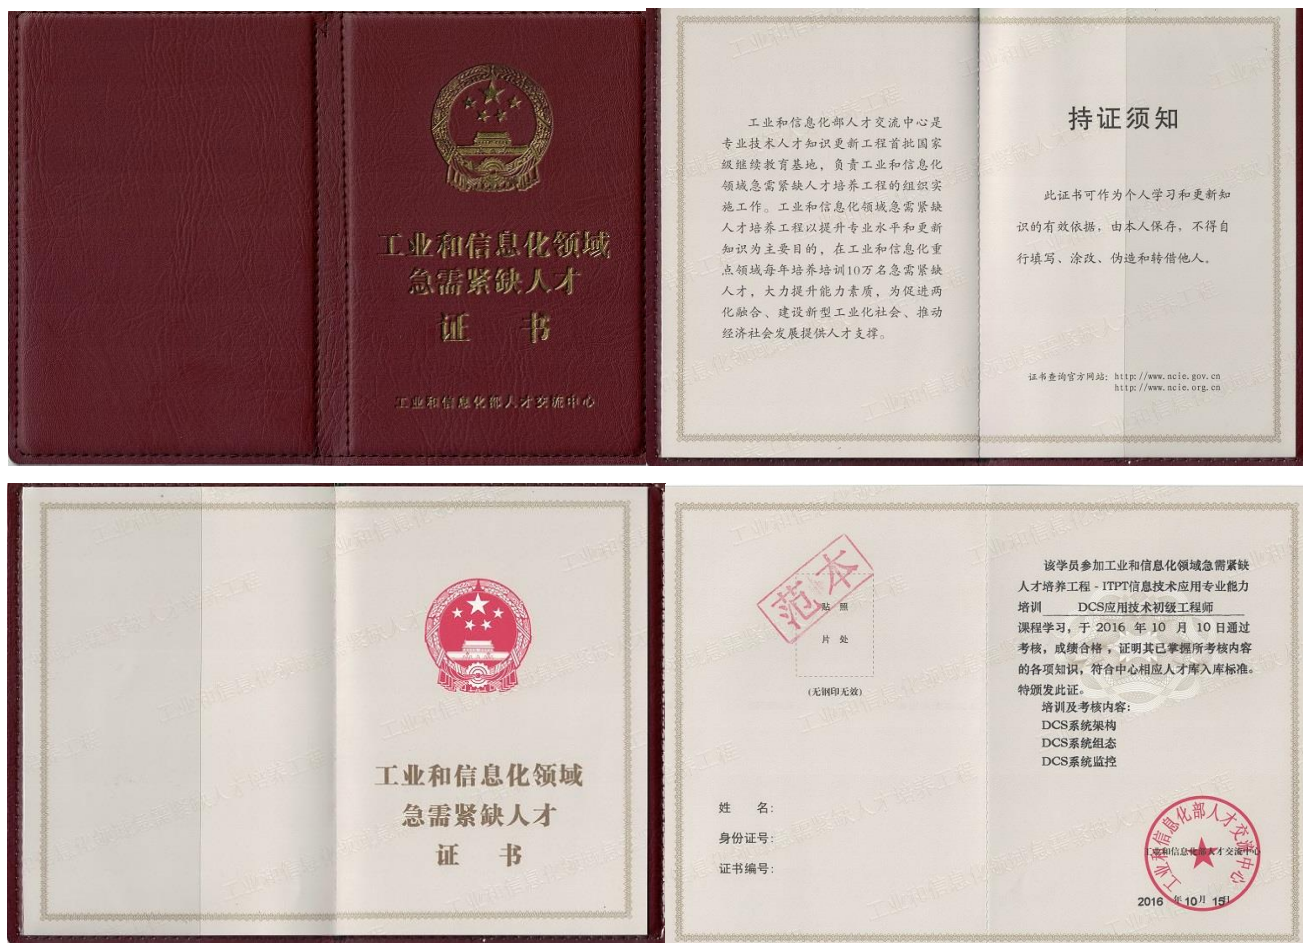 工业和信息化领域
急需紧缺人才
证 书
工业和信息化部人才交流中心
工业和信息化部人才交流中心是
专业技术人才知识更新工程首批国家
级继续教育基地，负责工业和信息化
领域急需紧缺人才培养工程的组织实
施工作。工业和信息化领域急需紧缺
人才培养工程以提升专业水平和更新
知识为主要目的，在工业和信息化重
点领域每年培养培训10万名急需紧缺
人才，大力提升能力素质，为促进两
化融合、建设新型工业化社会、推动
经济社会发展提供人才支撑。
持证须知
此证书可作为个人学习和更新知
识的有效依据，由本人保存，不得自
行填写、涂改、伪造和转借他人。
证书查询官方网站：http://www.ncie.gov.cn
http://www.ncie.org.cn
工业和信息化领域
急需紧缺人才
证 书
范本
贴 照
片 处
(无钢印无效)
姓 名：
身份证号：
证书编号：
该学员参加工业和信息化领域急需紧缺
人才培养工程－ITPT信息技术应用专业能力
培训 DCS应用技术初级工程师
课程学习，于 2016 年 10 月 10 日通过
考核，成绩合格，证明其已掌握所考核内容
的各项知识，符合中心相应人才库入库标准。
特颁发此证。
培训及考核内容：
DCS系统架构
DCS系统组态
DCS系统监控
工业和信息化部人才交流中心
工业和信息化部人才交流中心
2016 年 10月 15日